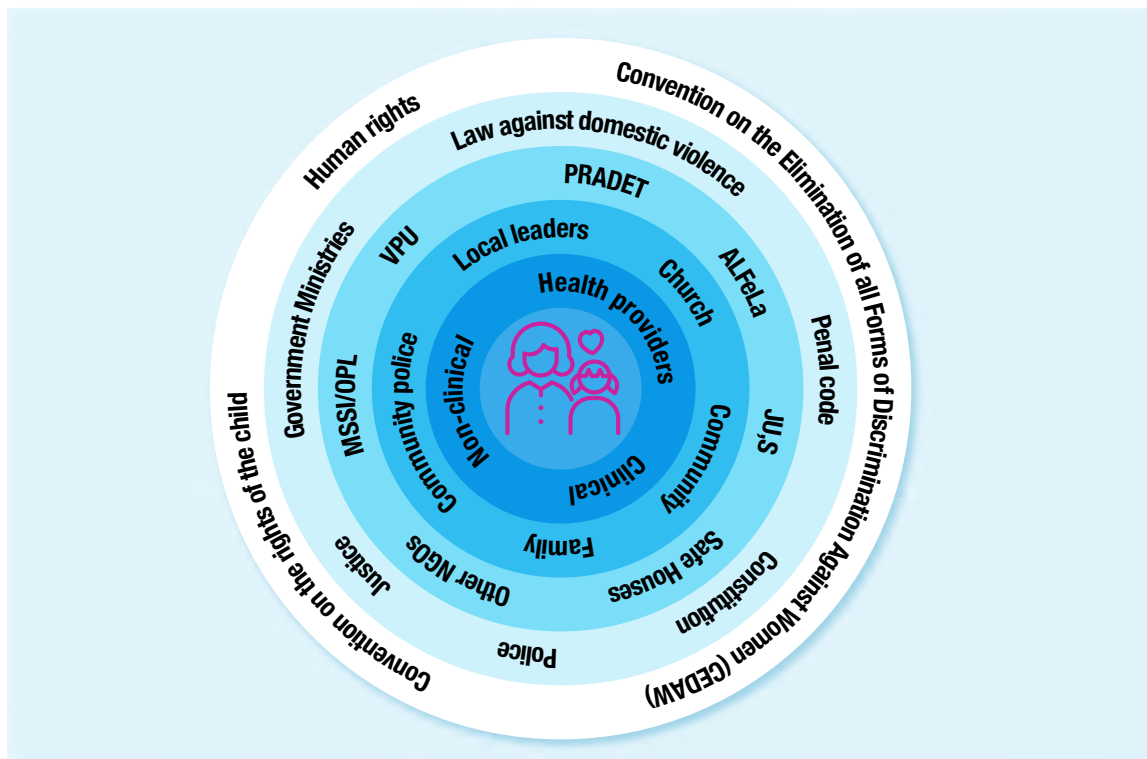 Human rights
Convention on the Elimination of all Forms of Discrimination Against Women (CEDAW)
Convention on the rights of the child
Law against domestic violence
Penal code
Constitution
Police
Justice
Government Ministries
PRADET
ALFeLa
JU,S
Safe Houses
Other NGOs
MSSI/OPL
VPU
Local leaders
Church
Community
Family
Community police
Health providers
Clinical
Non-clinical